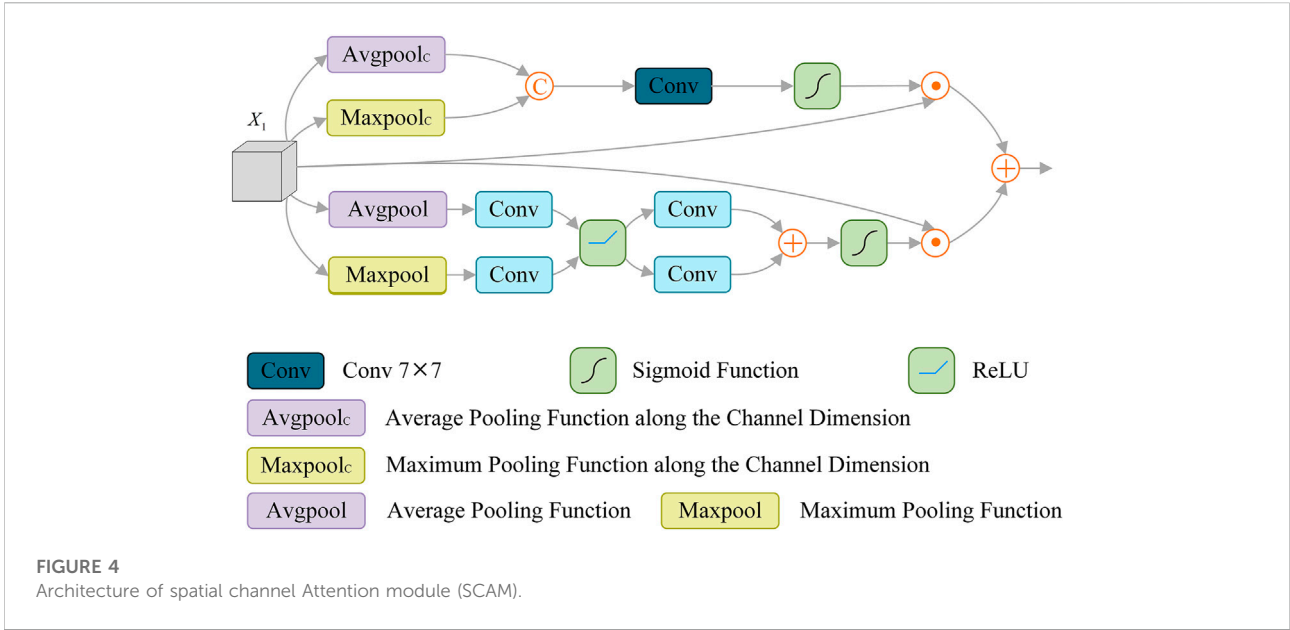 Avgpoolc
C
Conv
Maxpoolc
X₁
Avgpool
Conv
Conv
Maxpool
Conv
Conv
Conv
Conv 7×7
Sigmoid Function
ReLU
Avgpoolc
Average Pooling Function along the Channel Dimension
Maxpoolc
Maximum Pooling Function along the Channel Dimension
Avgpool
Average Pooling Function
Maxpool
Maximum Pooling Function
FIGURE 4
Architecture of spatial channel Attention module (SCAM).